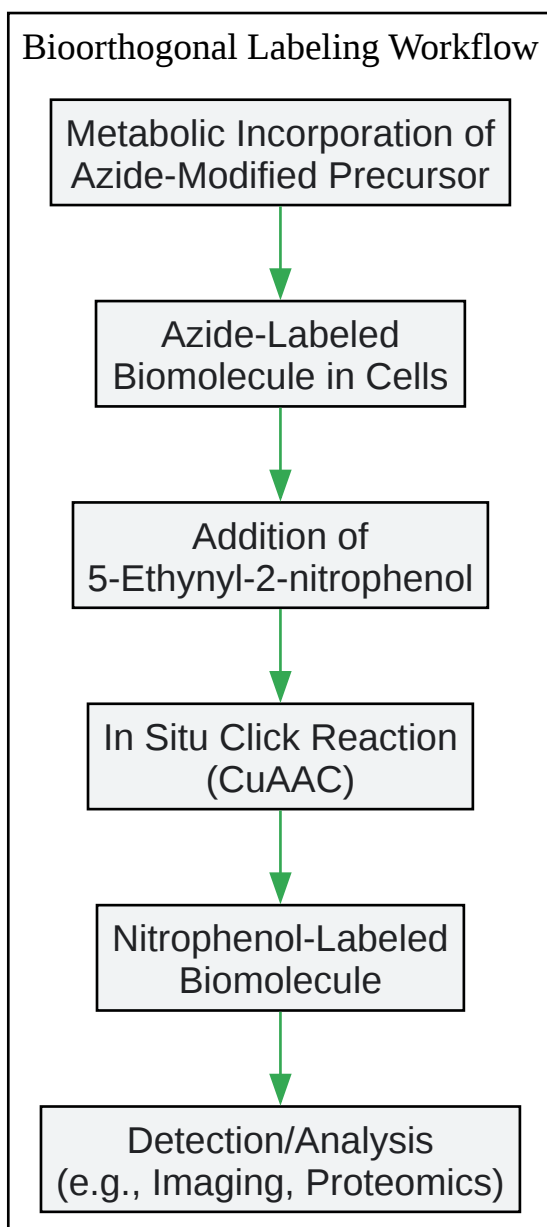 Bioorthogonal Labeling Workflow
Metabolic Incorporation of
Azide-Modified Precursor
Azide-Labeled
Biomolecule in Cells
Addition of
5-Ethynyl-2-nitrophenol
In Situ Click Reaction
(CuAAC)
Nitrophenol-Labeled
Biomolecule
Detection/Analysis
(e.g., Imaging, Proteomics)